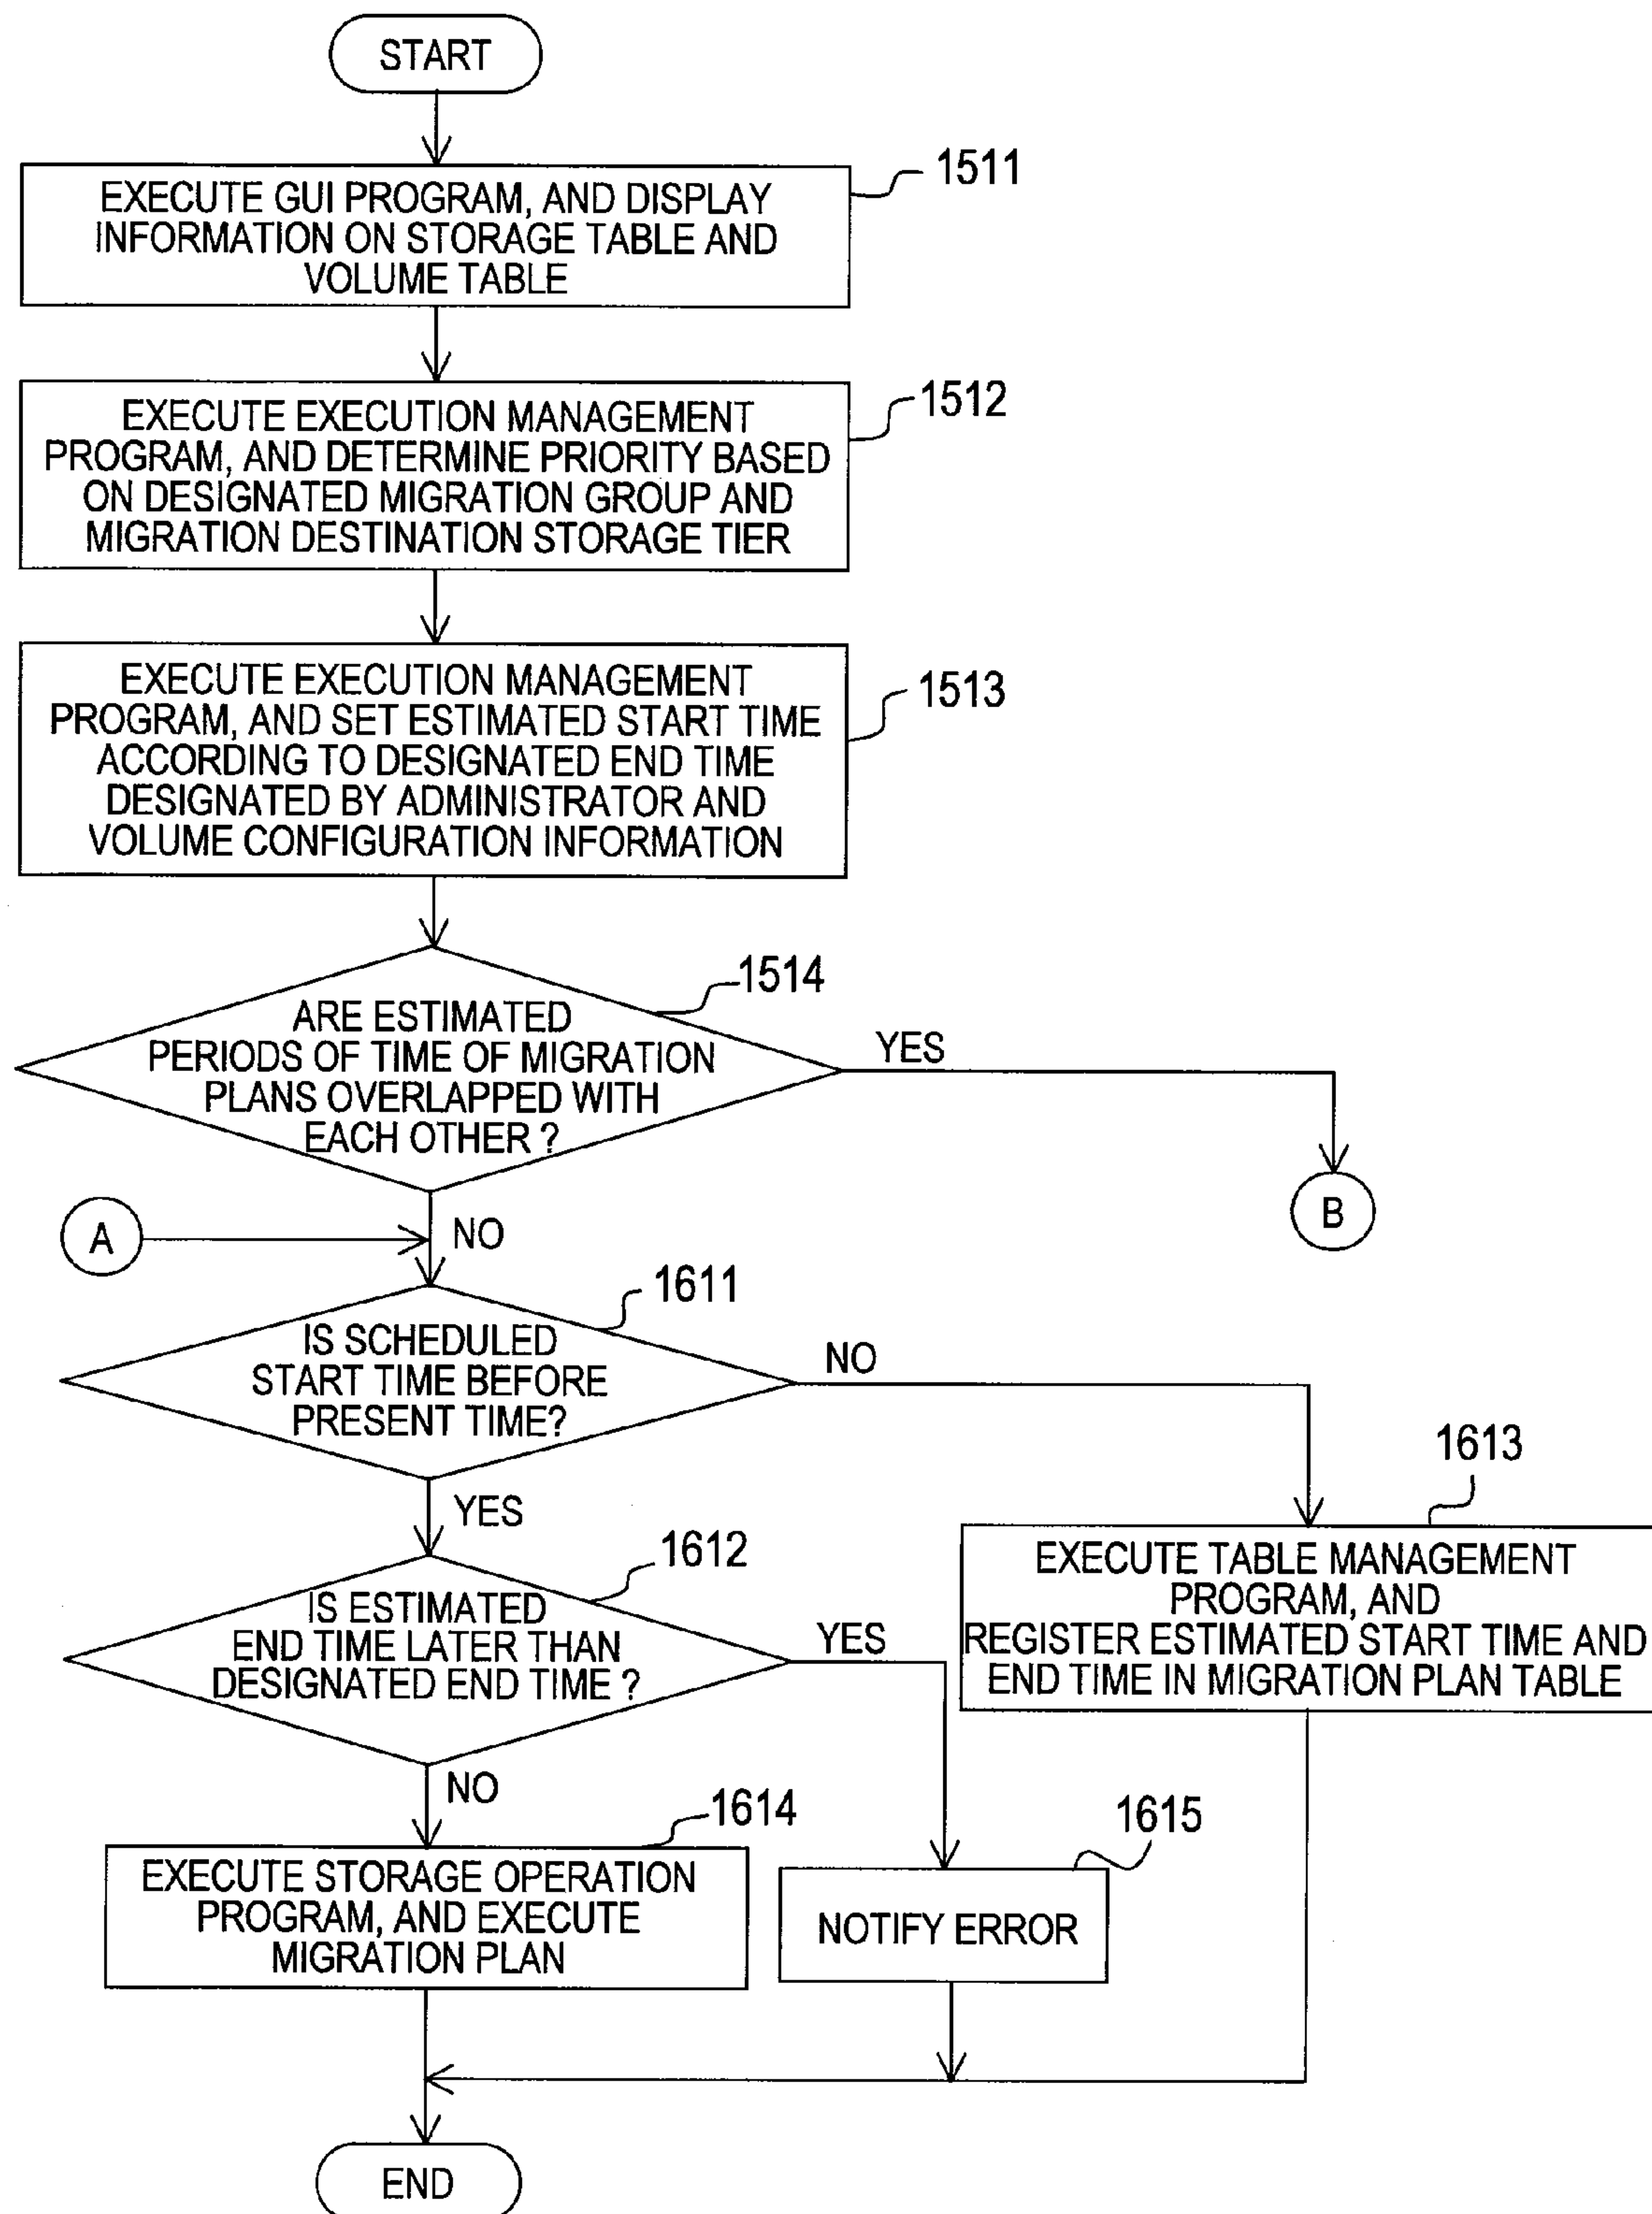 START
1511
EXECUTE GUI PROGRAM, AND DISPLAY
INFORMATION ON STORAGE TABLE AND
VOLUME TABLE
1512
EXECUTE EXECUTION MANAGEMENT
PROGRAM, AND DETERMINE PRIORITY BASED
ON DESIGNATED MIGRATION GROUP AND
MIGRATION DESTINATION STORAGE TIER
1513
EXECUTE EXECUTION MANAGEMENT
PROGRAM, AND SET ESTIMATED START TIME
ACCORDING TO DESIGNATED END TIME
DESIGNATED BY ADMINISTRATOR AND
VOLUME CONFIGURATION INFORMATION
1514
ARE ESTIMATED
PERIODS OF TIME OF MIGRATION
PLANS OVERLAPPED WITH
EACH OTHER ?
YES
B
A
NO
1611
IS SCHEDULED
START TIME BEFORE
PRESENT TIME?
NO
YES
1613
EXECUTE TABLE MANAGEMENT
PROGRAM, AND
REGISTER ESTIMATED START TIME AND
END TIME IN MIGRATION PLAN TABLE
1612
IS ESTIMATED
END TIME LATER THAN
DESIGNATED END TIME ?
YES
NO
1614
EXECUTE STORAGE OPERATION
PROGRAM, AND EXECUTE
MIGRATION PLAN
1615
NOTIFY ERROR
END